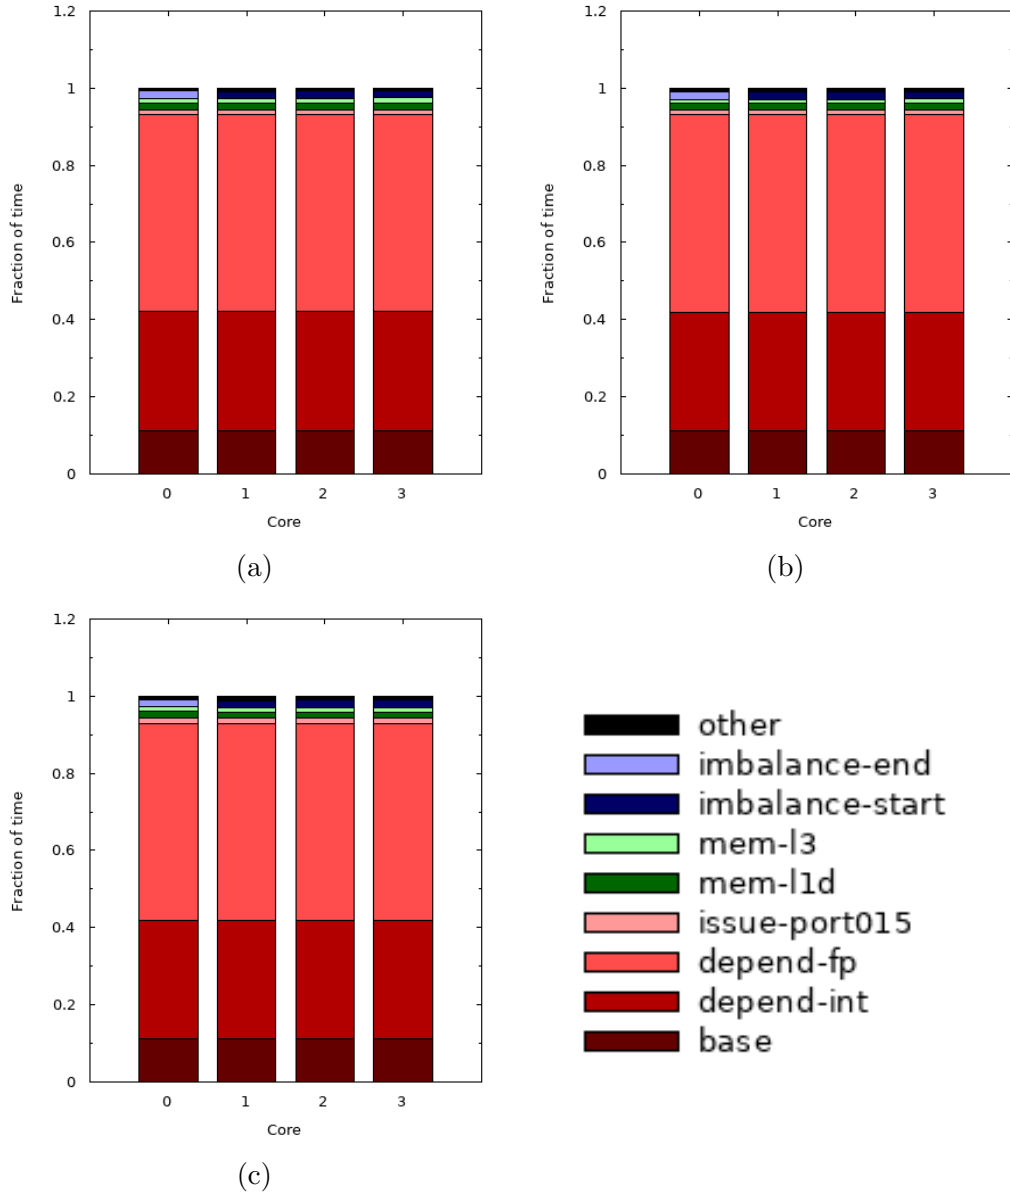 1.2
1
0.8
0.6
0.4
0.2
0
Fraction of time
0 1 2 3
Core
(a)
1.2
1
0.8
0.6
0.4
0.2
0
Fraction of time
0 1 2 3
Core
(b)
1.2
1
0.8
0.6
0.4
0.2
0
Fraction of time
0 1 2 3
Core
(c)
other
imbalance-end
imbalance-start
mem-l3
mem-l1d
issue-port015
depend-fp
depend-int
base